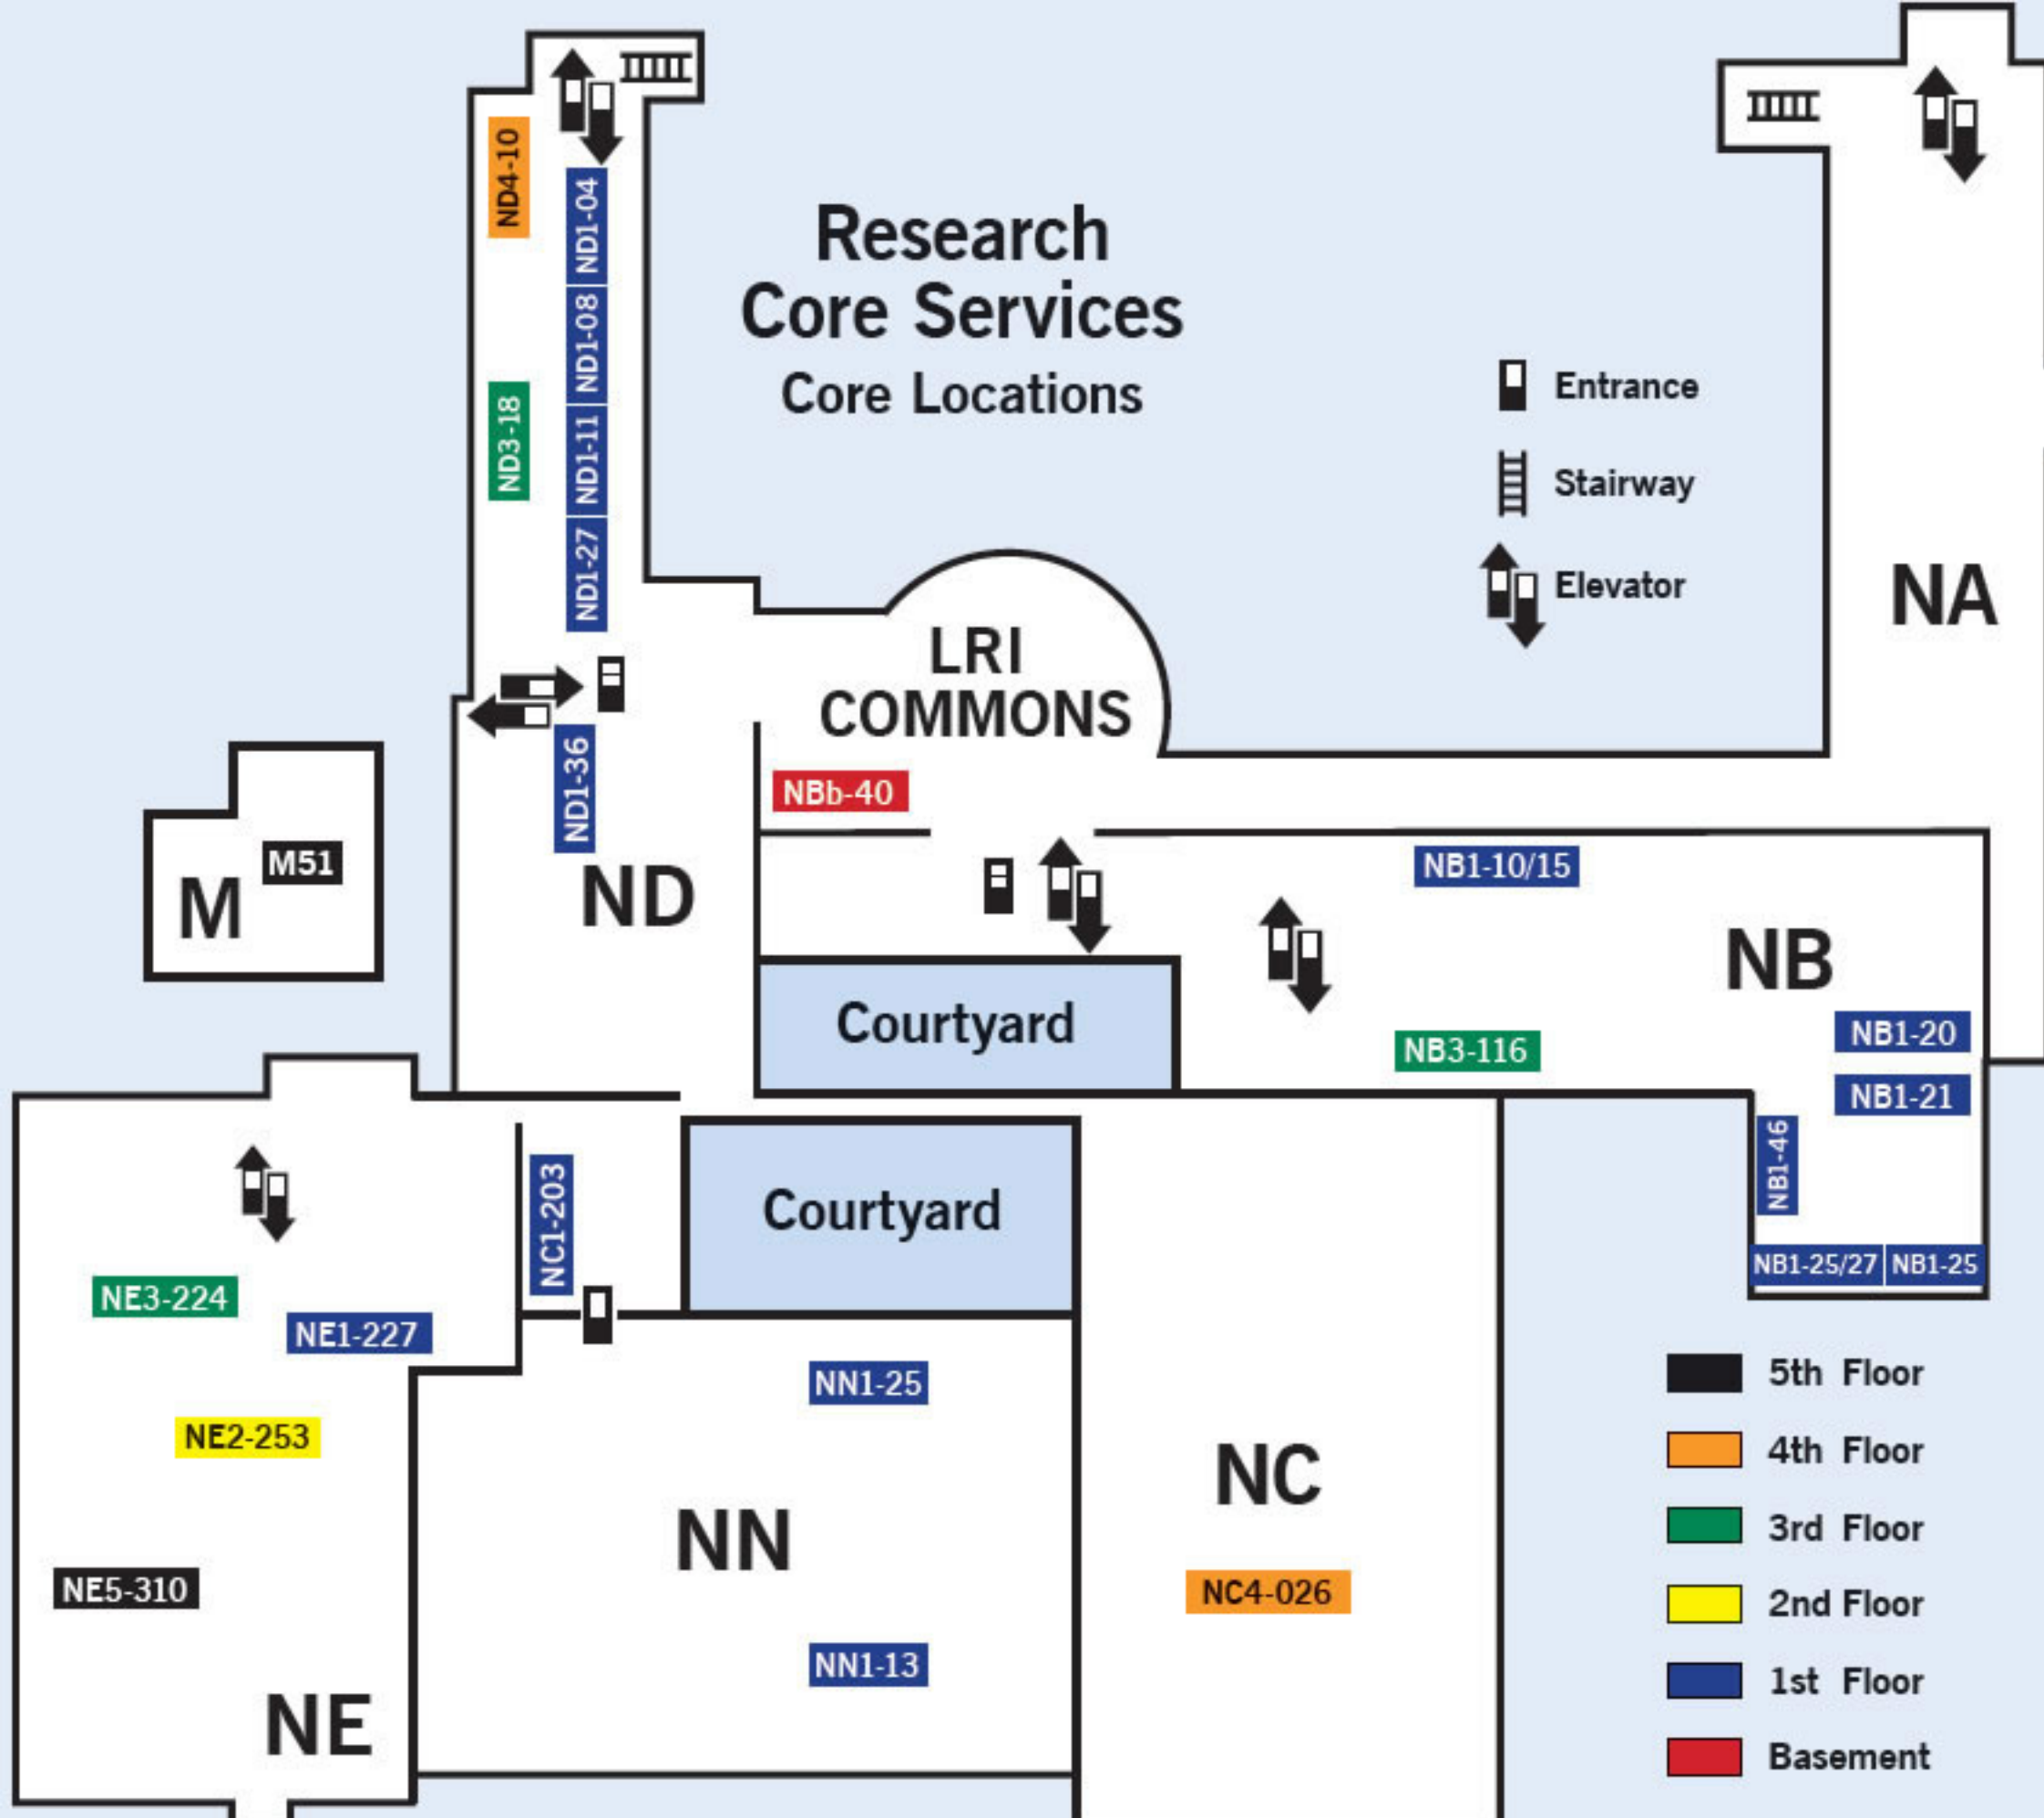 Research
Core Services
Core Locations
Entrance
Stairway
Elevator
ND4-10
ND1-04
ND1-08
ND3-18
ND1-11
ND1-27
NA
LRI
COMMONS
ND1-36
NBb-40
M
M51
ND
NB1-10/15
NB
Courtyard
NB3-116
NB1-20
NB1-21
NB1-46
NB1-25/27
NB1-25
NC1-203
Courtyard
NE3-224
NE1-227
NE2-253
NE5-310
NE
NN1-25
NN
NN1-13
NC
NC4-026
5th Floor
4th Floor
3rd Floor
2nd Floor
1st Floor
Basement